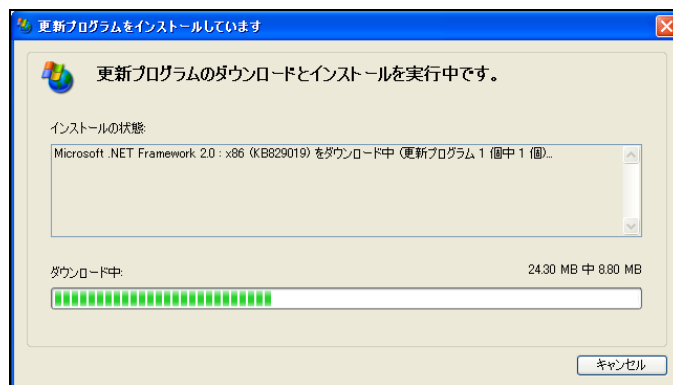 更新プログラムをインストールしています
更新プログラムのダウンロードとインストールを実行中です。
インストールの状態:
Microsoft .NET Framework 2.0 : x86 (KB829019) をダウンロード中 (更新プログラム 1 個中 1 個)...
ダウンロード中:
24.30 MB 中 8.80 MB
キャンセル